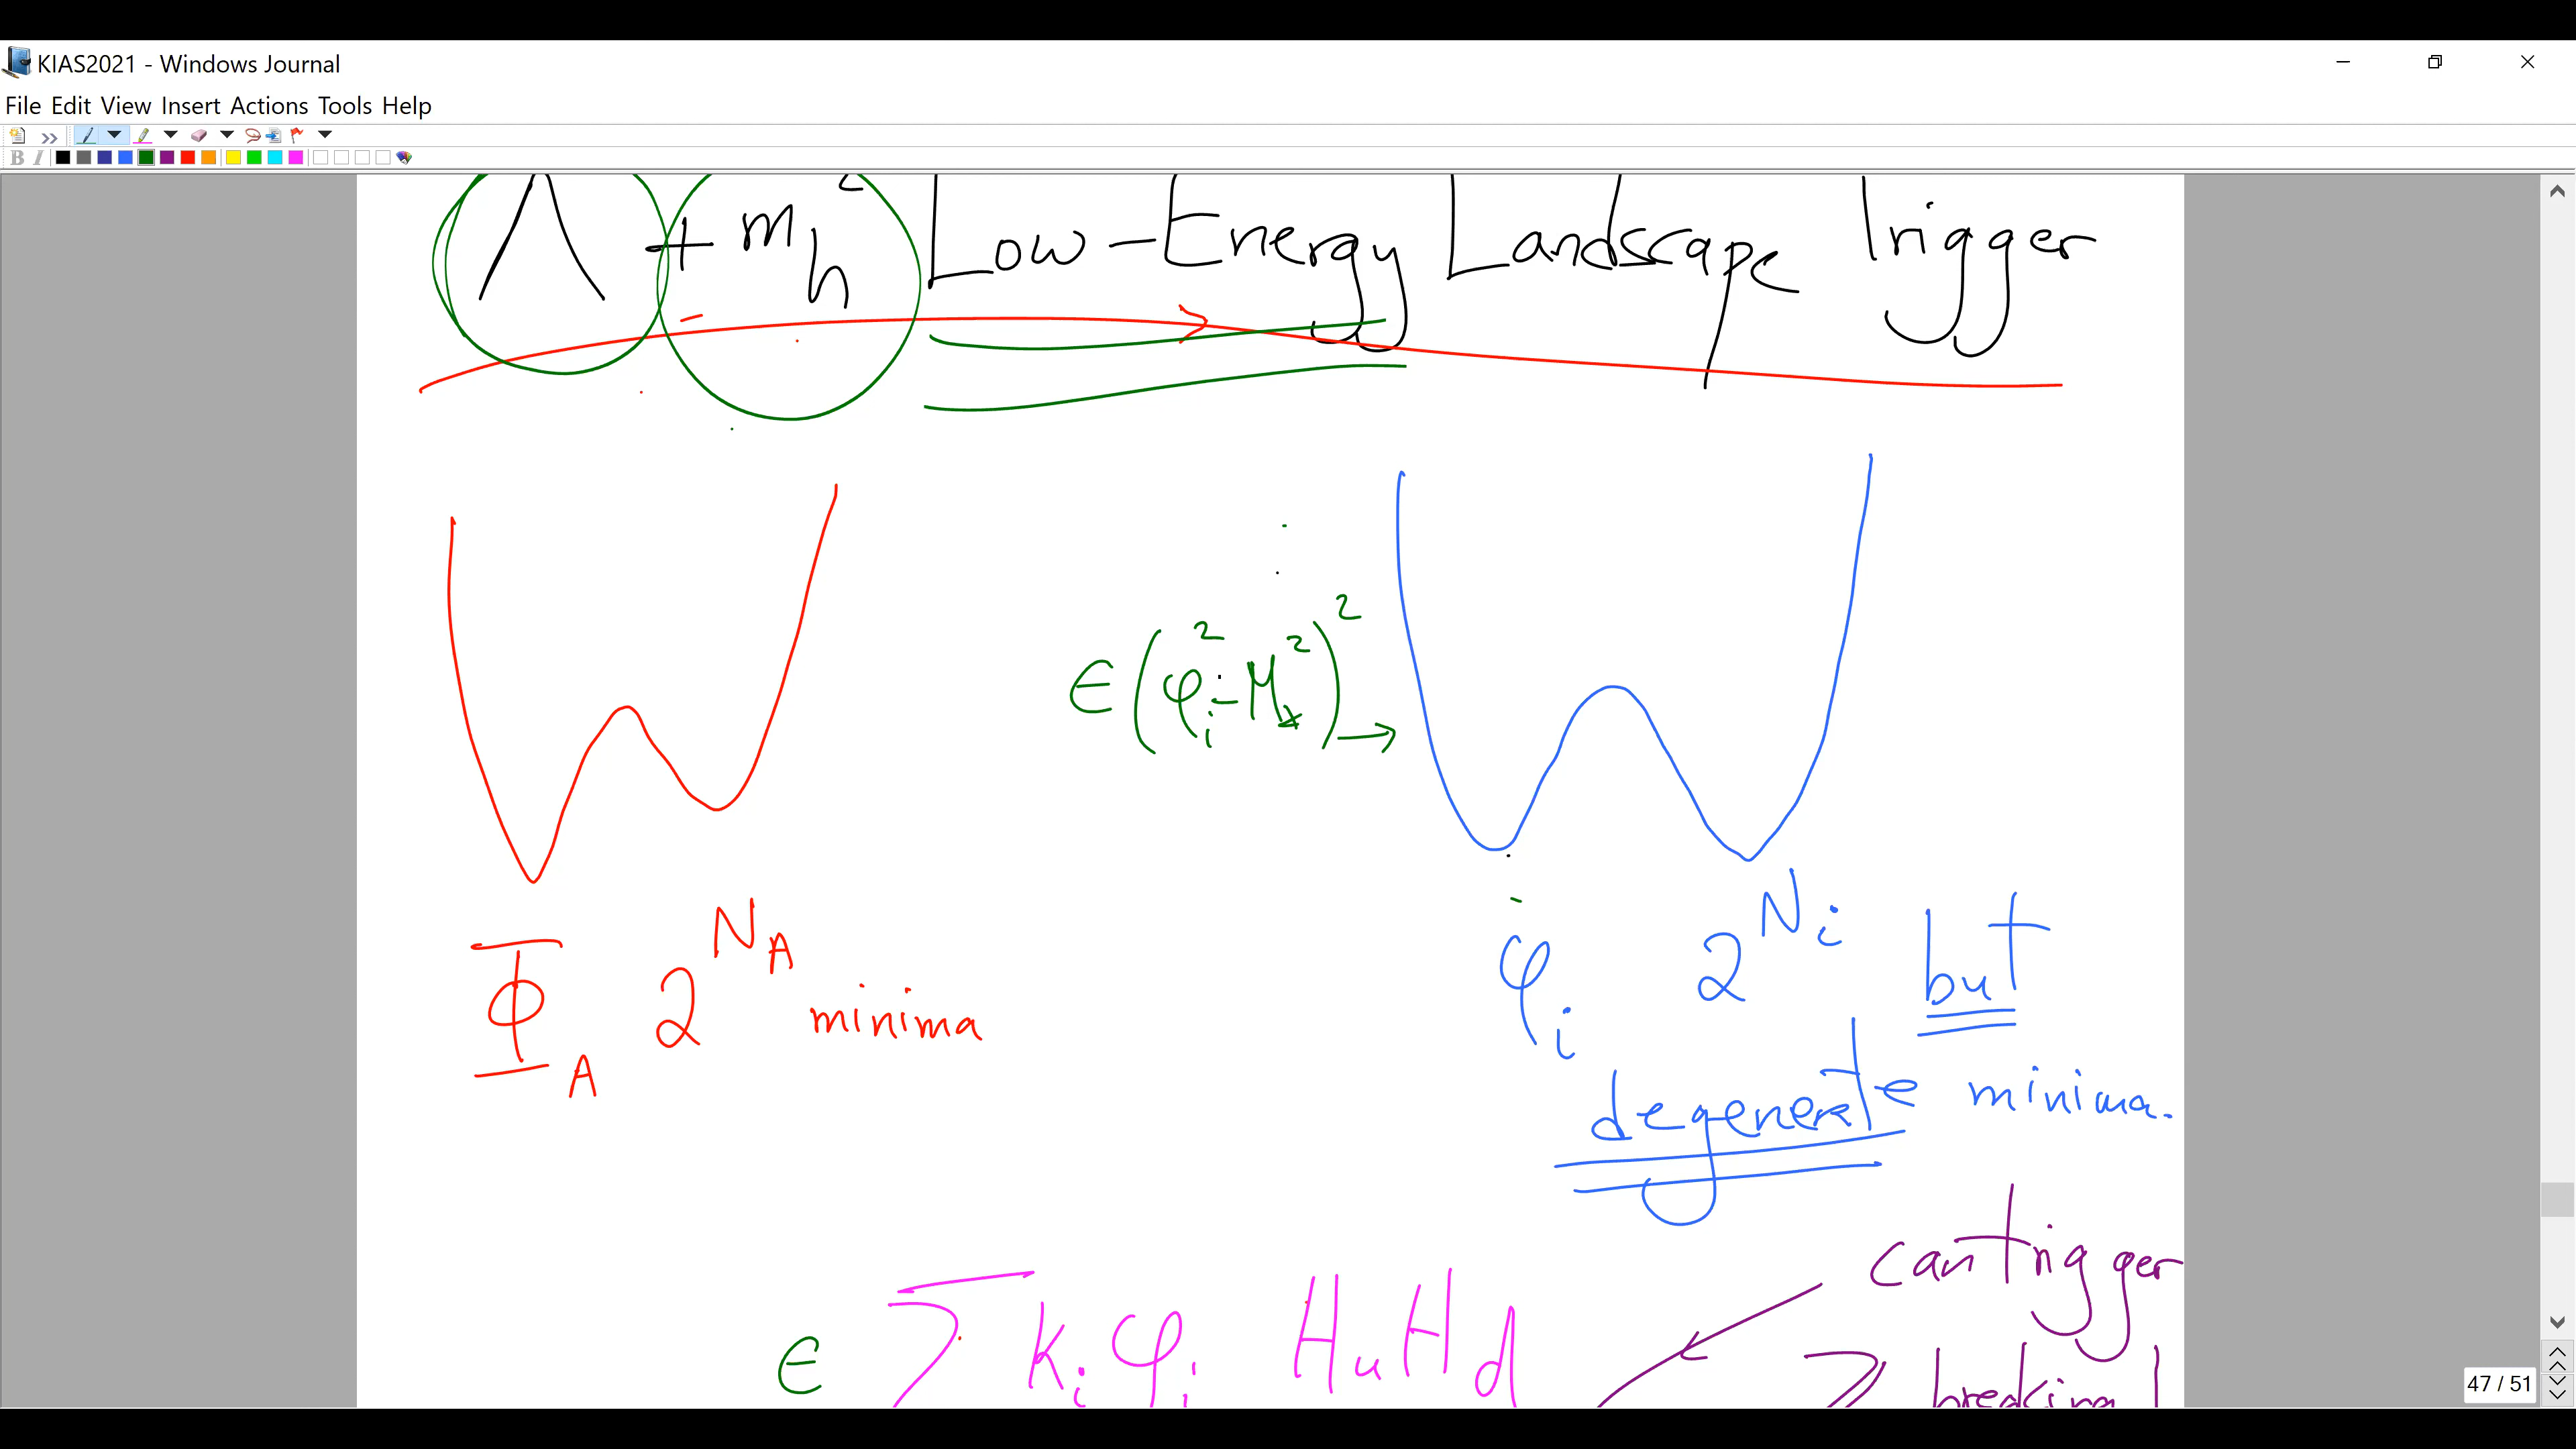 KIAS2021 - Windows Journal
File Edit View Insert Actions Tools Help
B I
Λ + m_h^2 Low-Energy Landscape Trigger
ϵ(φ_i^2 - M_*^2)^2 →
Φ_A 2^{N_A} minima
φ_i 2^{N_i} but
degenerate minima.
can trigger
ϵ Σ k_i φ_i H_u H_d
breaking
47 / 51